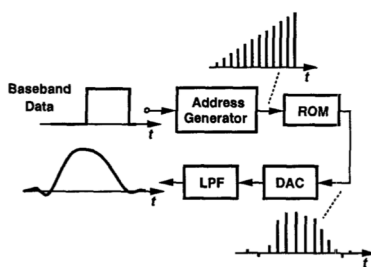 t
Baseband
Data
t
Address
Generator
ROM
t
LPF
DAC
t